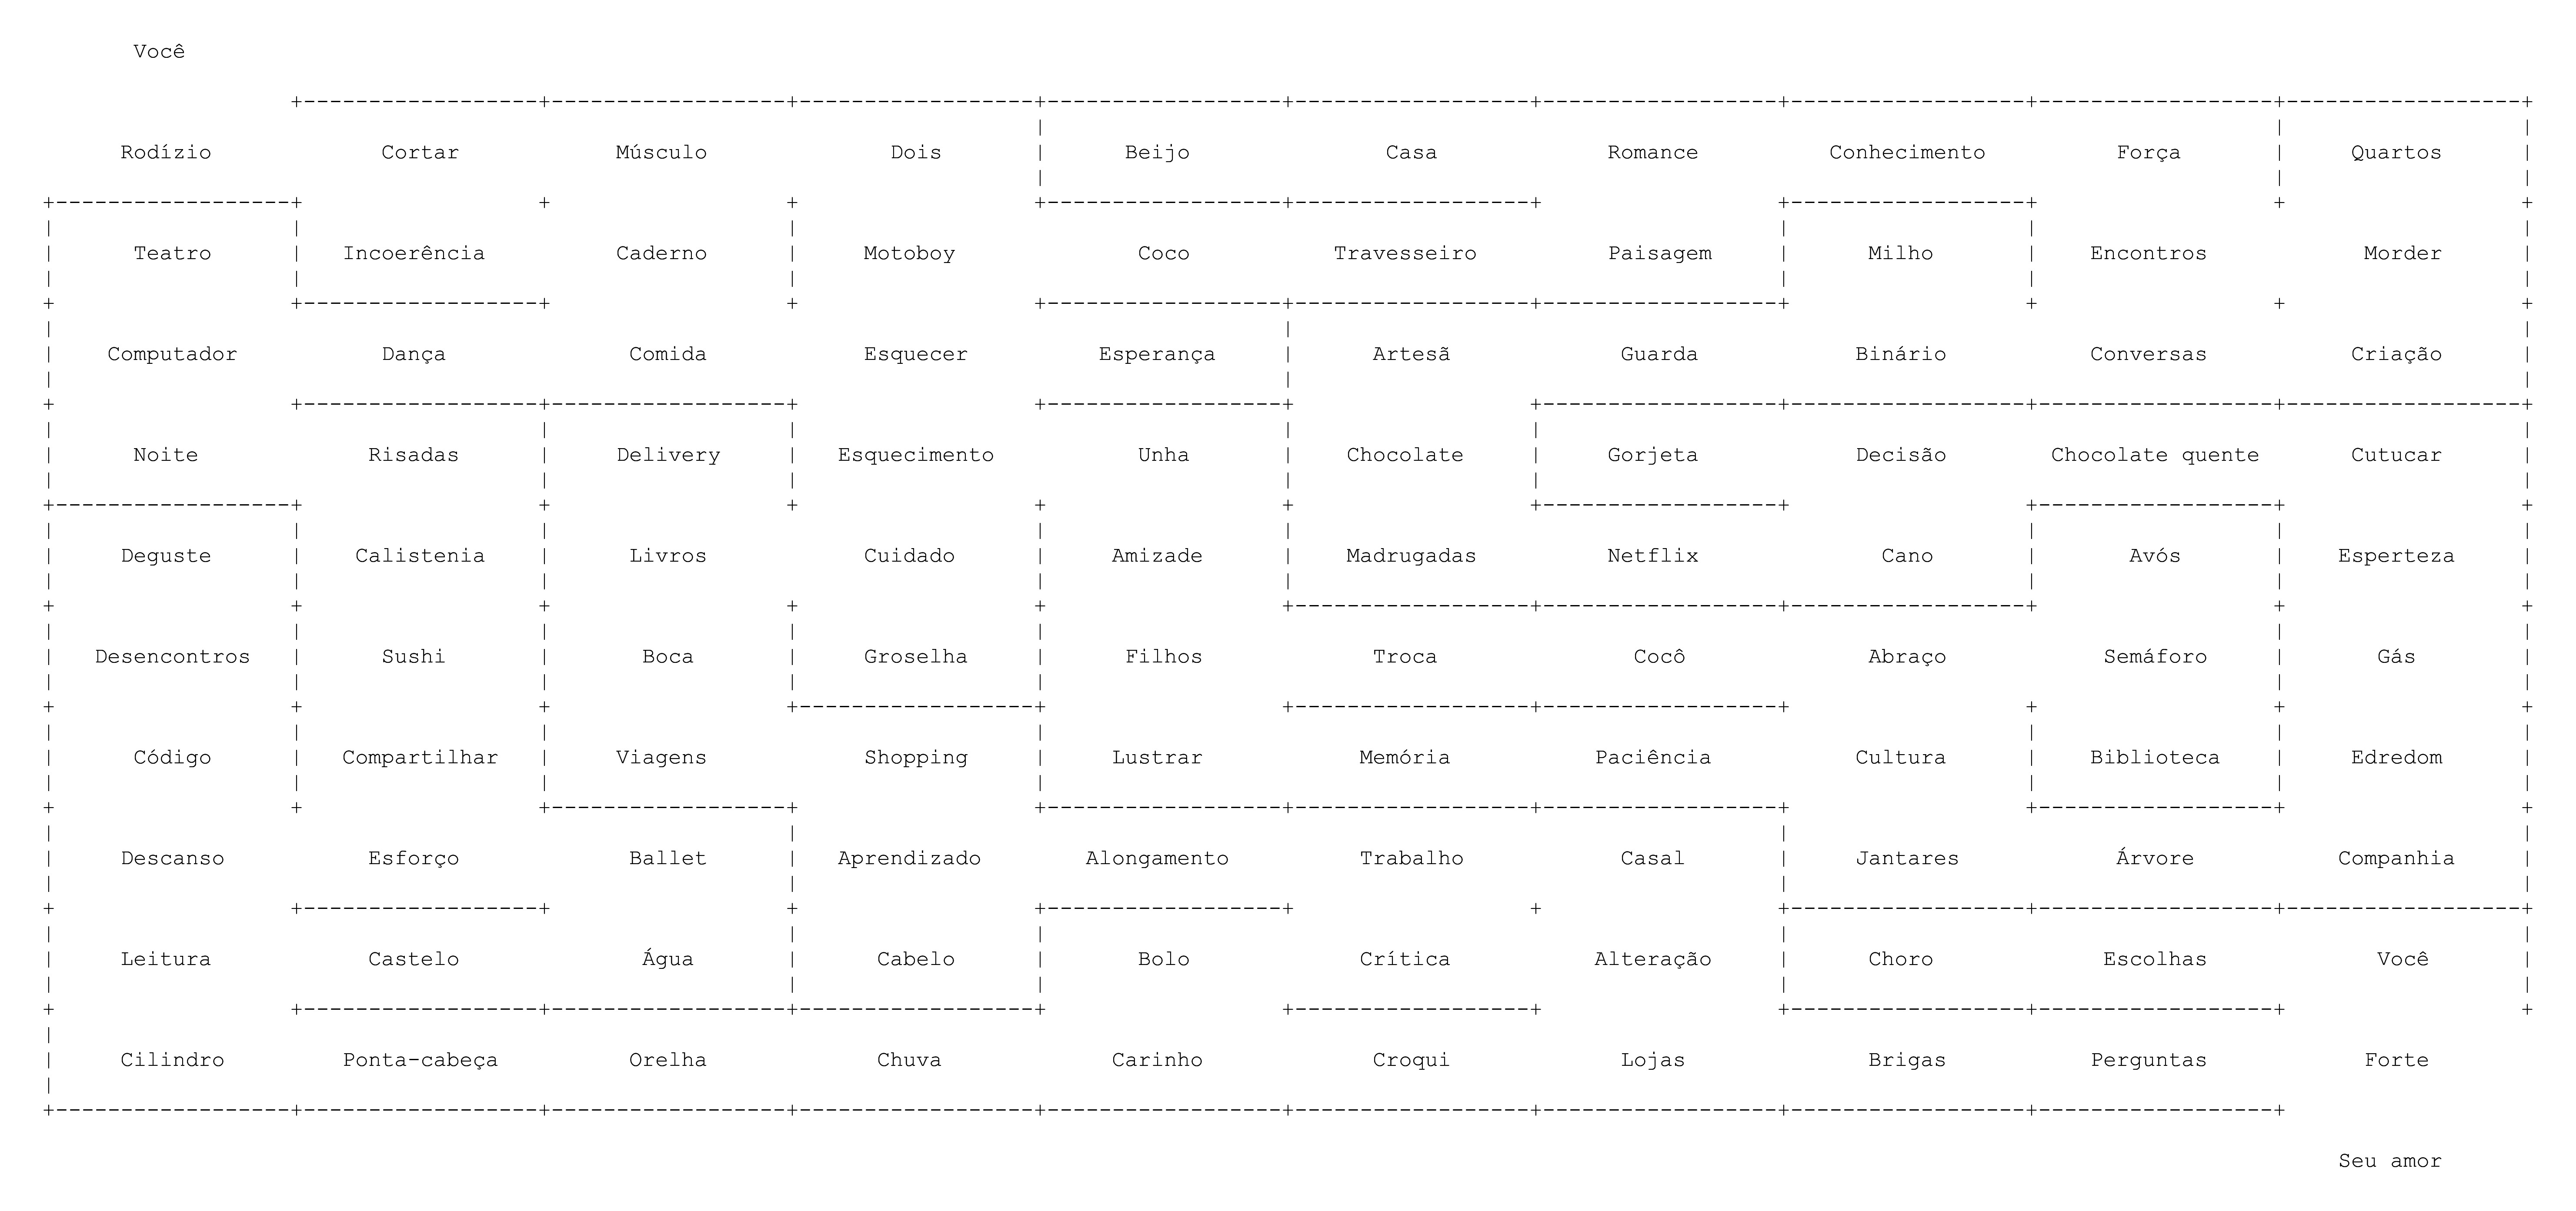 Você
Rodízio Cortar Músculo Dois Beijo Casa Romance Conhecimento Força Quartos
Teatro Incoerência Caderno Motoboy Coco Travesseiro Paisagem Milho Encontros Morder
Computador Dança Comida Esquecer Esperança Artesã Guarda Binário Conversas Criação
Noite Risadas Delivery Esquecimento Unha Chocolate Gorjeta Decisão Chocolate quente Cutucar
Deguste Calistenia Livros Cuidado Amizade Madrugadas Netflix Cano Avós Esperteza
Desencontros Sushi Boca Groselha Filhos Troca Cocô Abraço Semáforo Gás
Código Compartilhar Viagens Shopping Lustrar Memória Paciência Cultura Biblioteca Edredom
Descanso Esforço Ballet Aprendizado Alongamento Trabalho Casal Jantares Árvore Companhia
Leitura Castelo Água Cabelo Bolo Crítica Alteração Choro Escolhas Você
Cilindro Ponta-cabeça Orelha Chuva Carinho Croqui Lojas Brigas Perguntas Forte
Seu amor